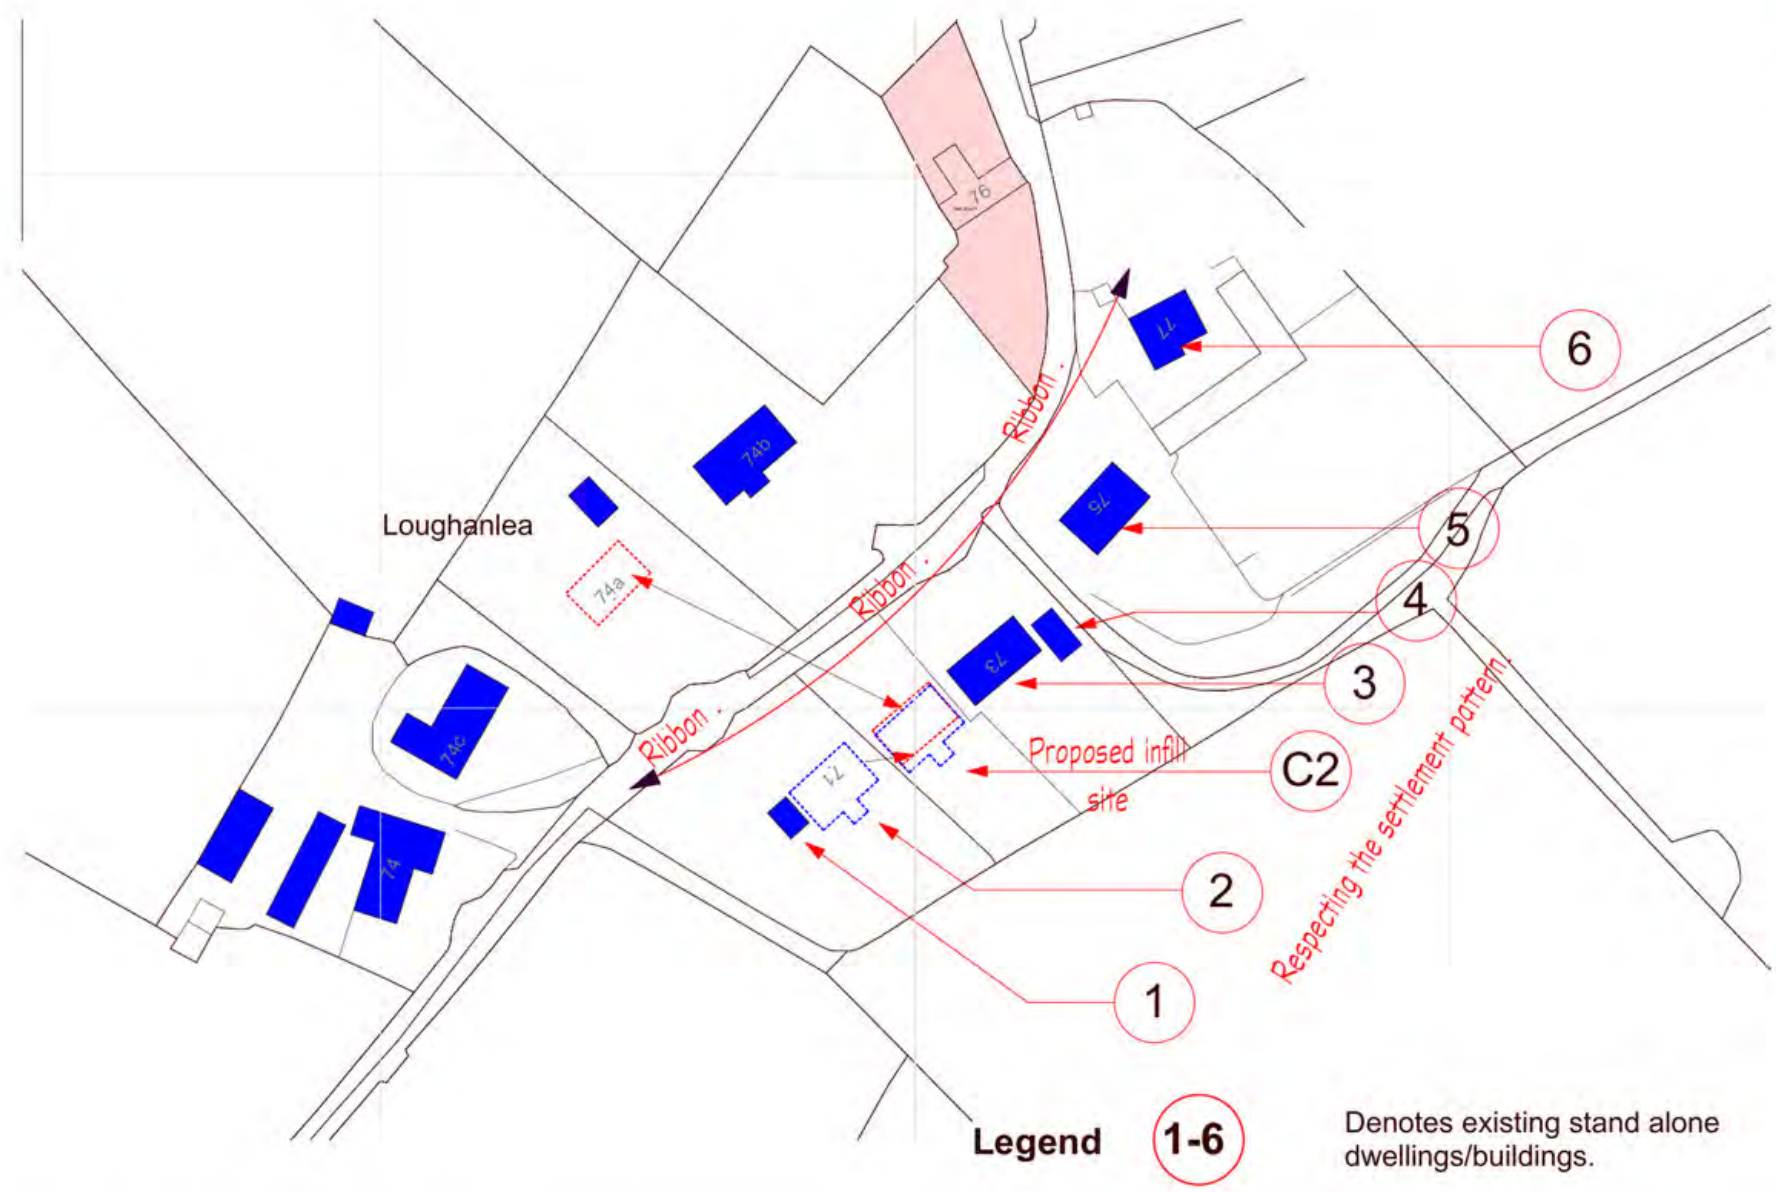 76
77
6
Ribbon .
74b
75
5
Loughanlea
74a
Ribbon .
4
73
3
Ribbon .
74c
71
Proposed infill
site
C2
Respecting the settlement pattern.
74
2
1
Legend
1-6
Denotes existing stand alone
dwellings/buildings.